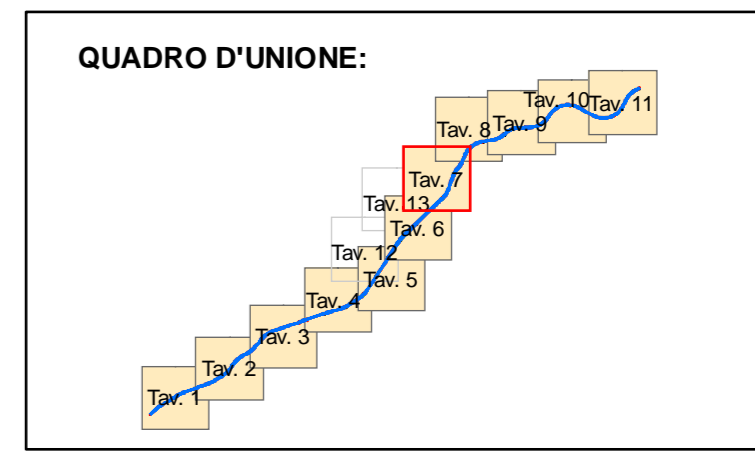 QUADRO D'UNIONE:
Tav. 10
Tav. 11
Tav. 8
Tav. 9
Tav. 7
Tav. 13
Tav. 6
Tav. 12
Tav. 5
Tav. 4
Tav. 3
Tav. 2
Tav. 1